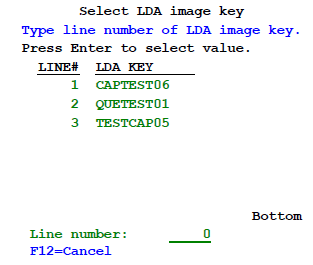 Select LDA image key
Type line number of LDA image key.
Press Enter to select value.
LINE# LDA KEY
1 CAPTEST06
2 QUETEST01
3 TESTCAP05
Bottom
Line number: 0
F12=Cancel